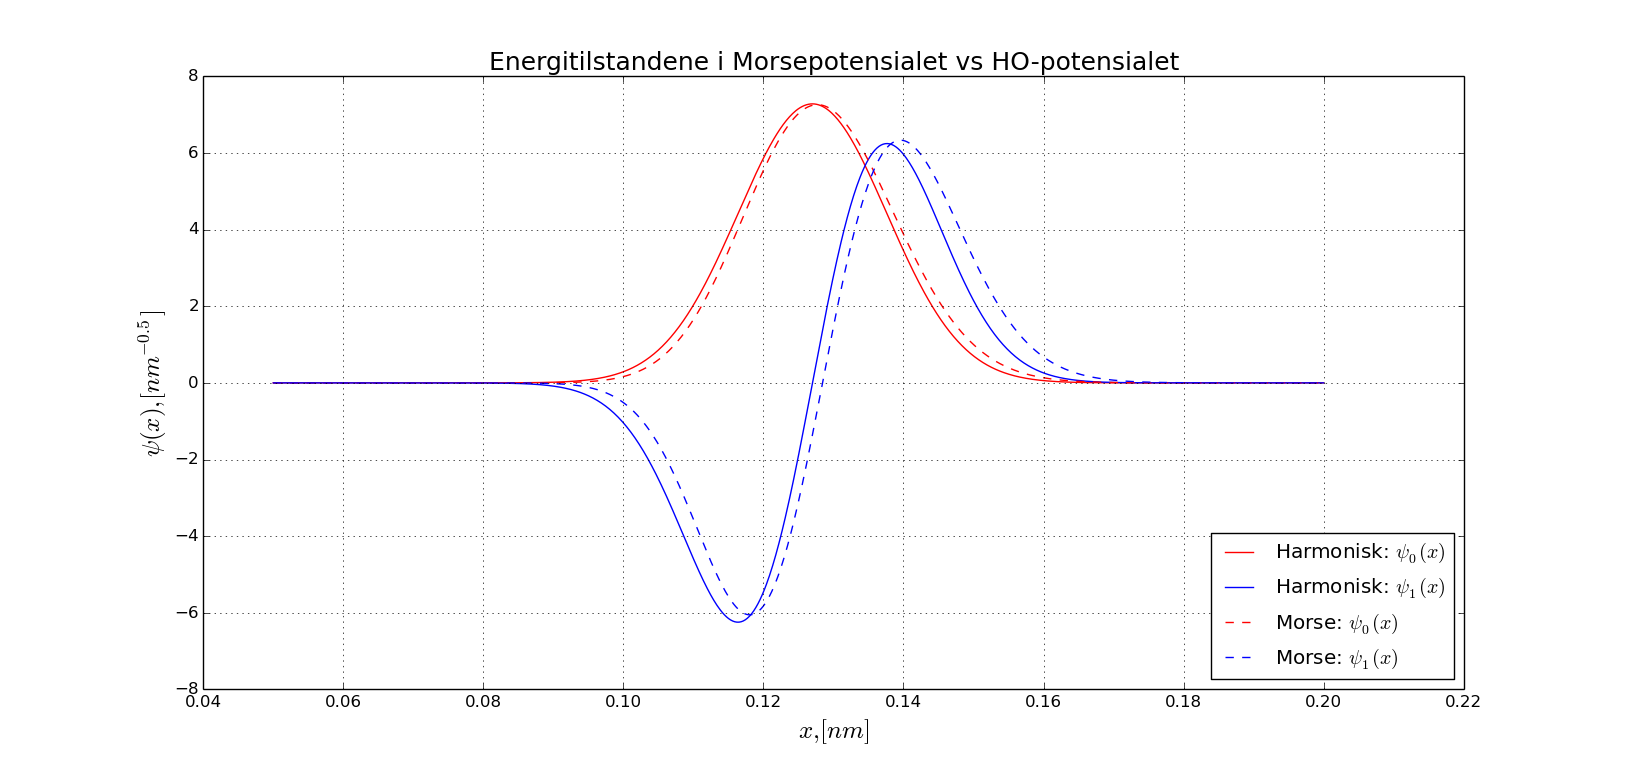 Energitilstandene i Morsepotensialet vs HO-potensialet
8
6
4
2
0
−2
−4
−6
−8
ψ(x),[nm^{−0.5}]
0.04 0.06 0.08 0.10 0.12 0.14 0.16 0.18 0.20 0.22
x,[nm]
Harmonisk: ψ₀(x)
Harmonisk: ψ₁(x)
Morse: ψ₀(x)
Morse: ψ₁(x)